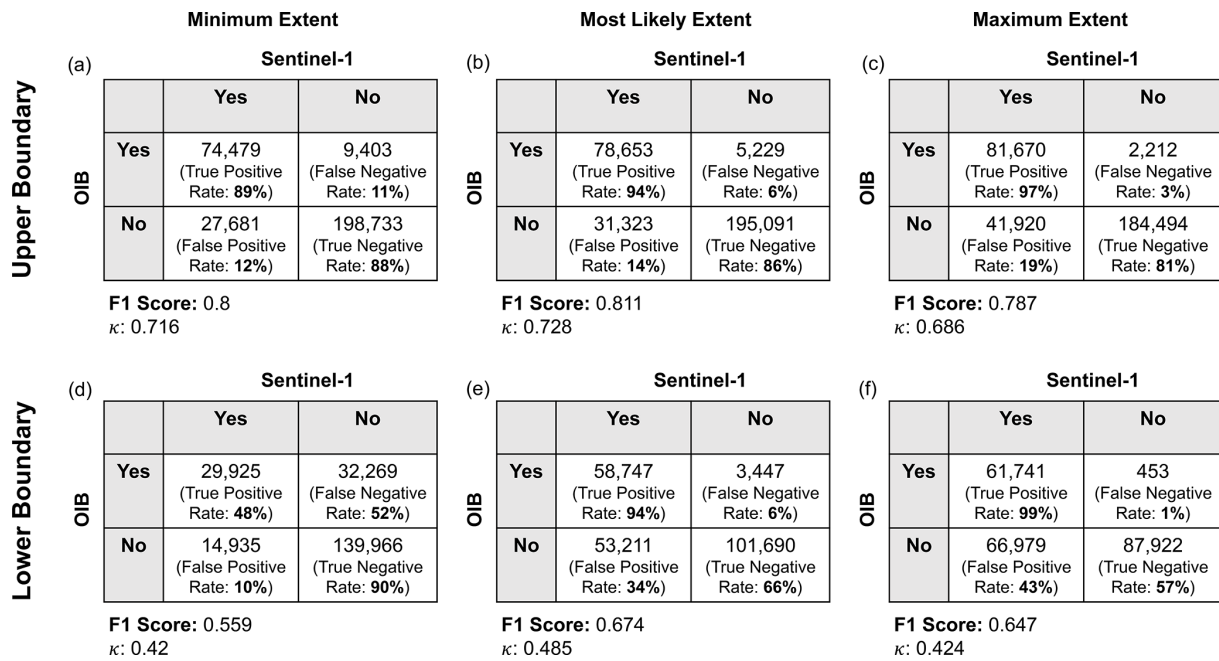 Minimum Extent
Most Likely Extent
Maximum Extent
Upper Boundary
(a)
Sentinel-1
OIB
Yes
No
Yes
74,479
(True Positive
Rate: 89%)
9,403
(False Negative
Rate: 11%)
No
27,681
(False Positive
Rate: 12%)
198,733
(True Negative
Rate: 88%)
F1 Score: 0.8
κ: 0.716
(b)
Sentinel-1
OIB
Yes
No
Yes
78,653
(True Positive
Rate: 94%)
5,229
(False Negative
Rate: 6%)
No
31,323
(False Positive
Rate: 14%)
195,091
(True Negative
Rate: 86%)
F1 Score: 0.811
κ: 0.728
(c)
Sentinel-1
OIB
Yes
No
Yes
81,670
(True Positive
Rate: 97%)
2,212
(False Negative
Rate: 3%)
No
41,920
(False Positive
Rate: 19%)
184,494
(True Negative
Rate: 81%)
F1 Score: 0.787
κ: 0.686
Lower Boundary
(d)
Sentinel-1
OIB
Yes
No
Yes
29,925
(True Positive
Rate: 48%)
32,269
(False Negative
Rate: 52%)
No
14,935
(False Positive
Rate: 10%)
139,966
(True Negative
Rate: 90%)
F1 Score: 0.559
κ: 0.42
(e)
Sentinel-1
OIB
Yes
No
Yes
58,747
(True Positive
Rate: 94%)
3,447
(False Negative
Rate: 6%)
No
53,211
(False Positive
Rate: 34%)
101,690
(True Negative
Rate: 66%)
F1 Score: 0.674
κ: 0.485
(f)
Sentinel-1
OIB
Yes
No
Yes
61,741
(True Positive
Rate: 99%)
453
(False Negative
Rate: 1%)
No
66,979
(False Positive
Rate: 43%)
87,922
(True Negative
Rate: 57%)
F1 Score: 0.647
κ: 0.424